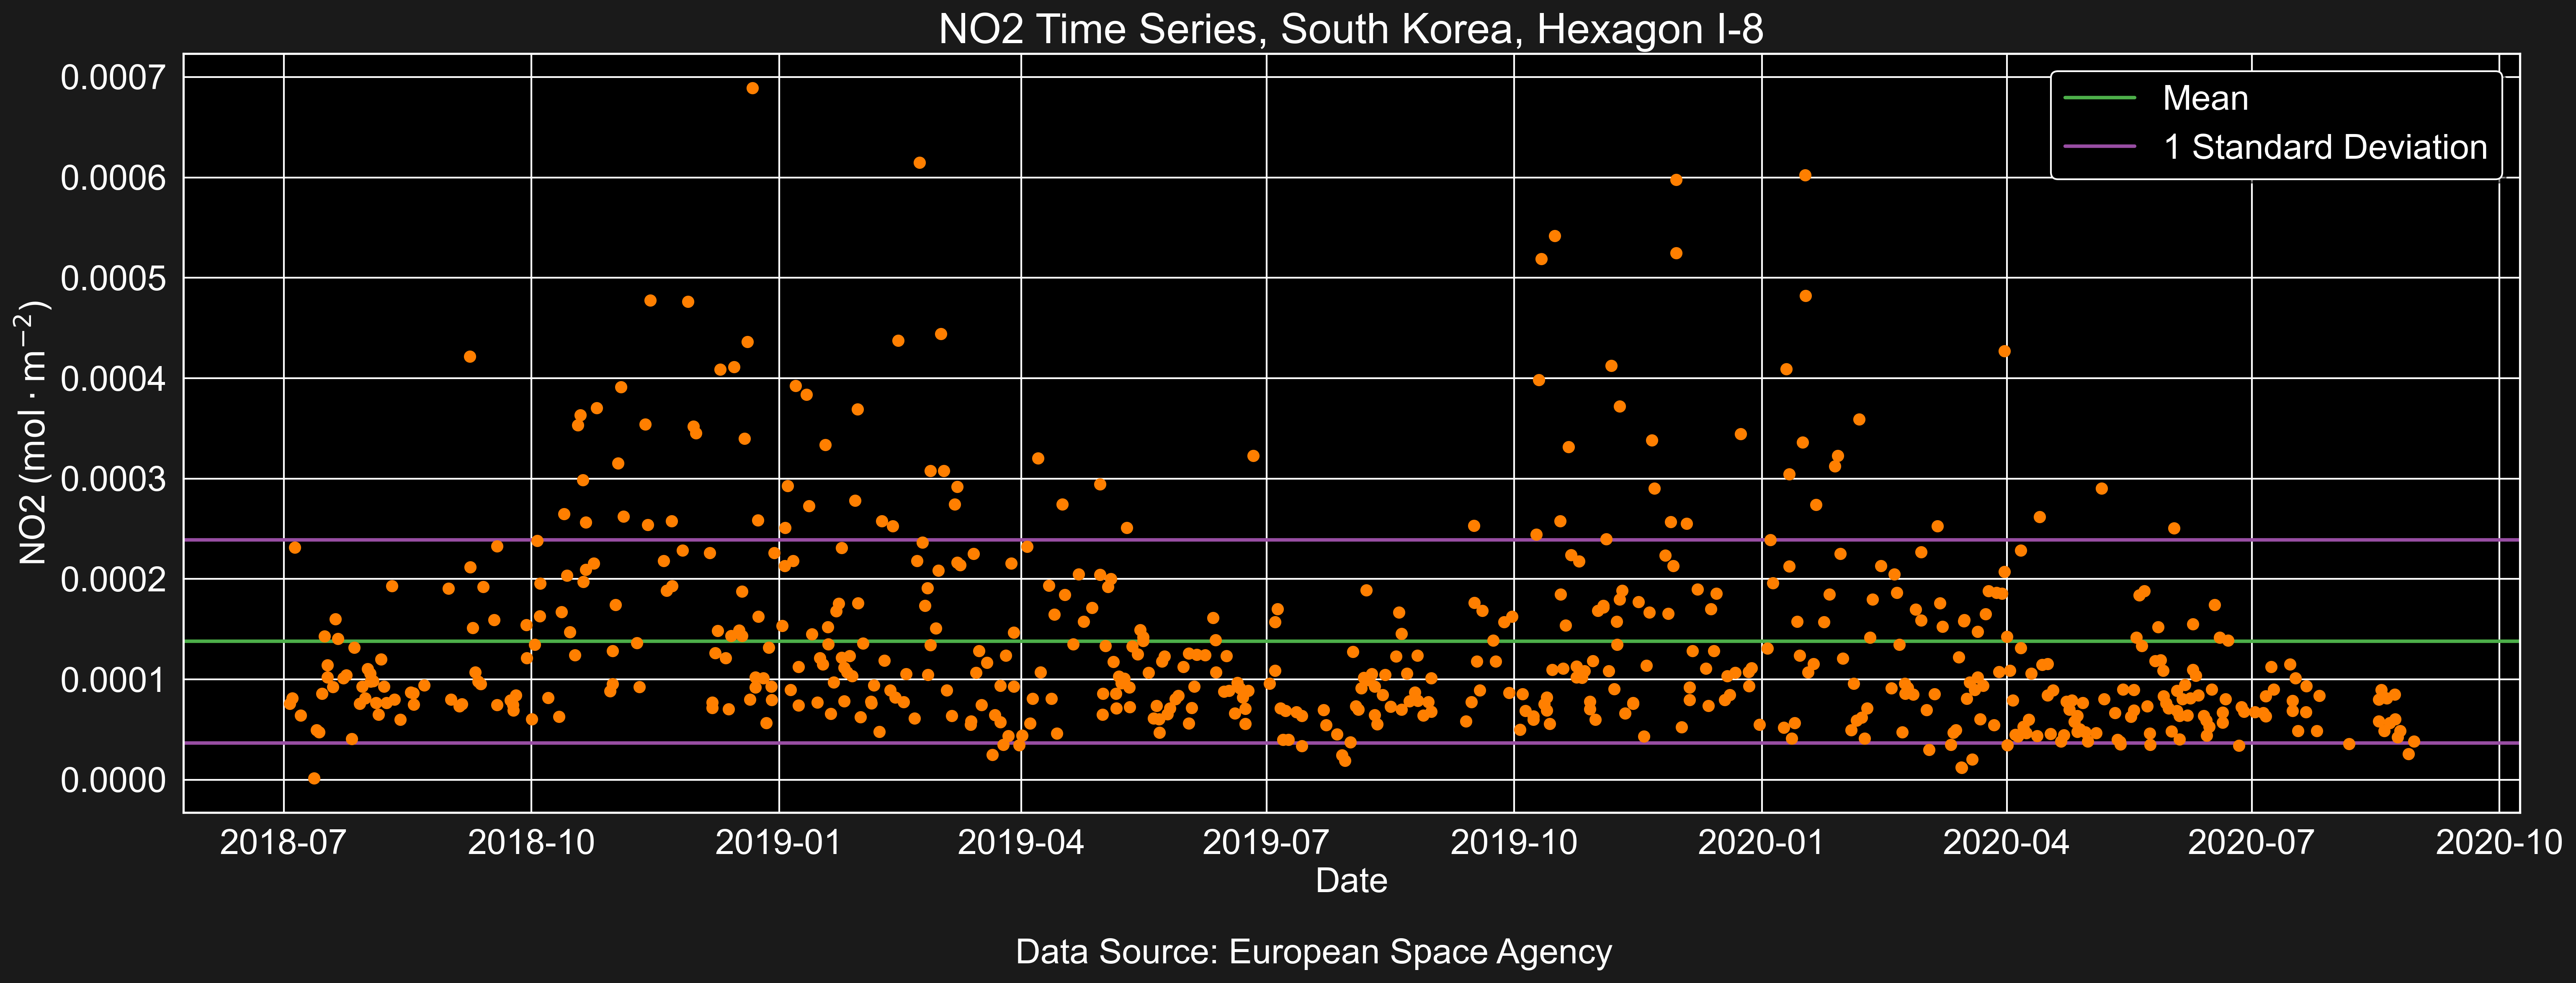 NO2 Time Series, South Korea, Hexagon I-8
Mean
1 Standard Deviation
NO2 (mol · m⁻²)
0.0007
0.0006
0.0005
0.0004
0.0003
0.0002
0.0001
0.0000
2018-07 2018-10 2019-01 2019-04 2019-07 2019-10 2020-01 2020-04 2020-07 2020-10
Date
Data Source: European Space Agency